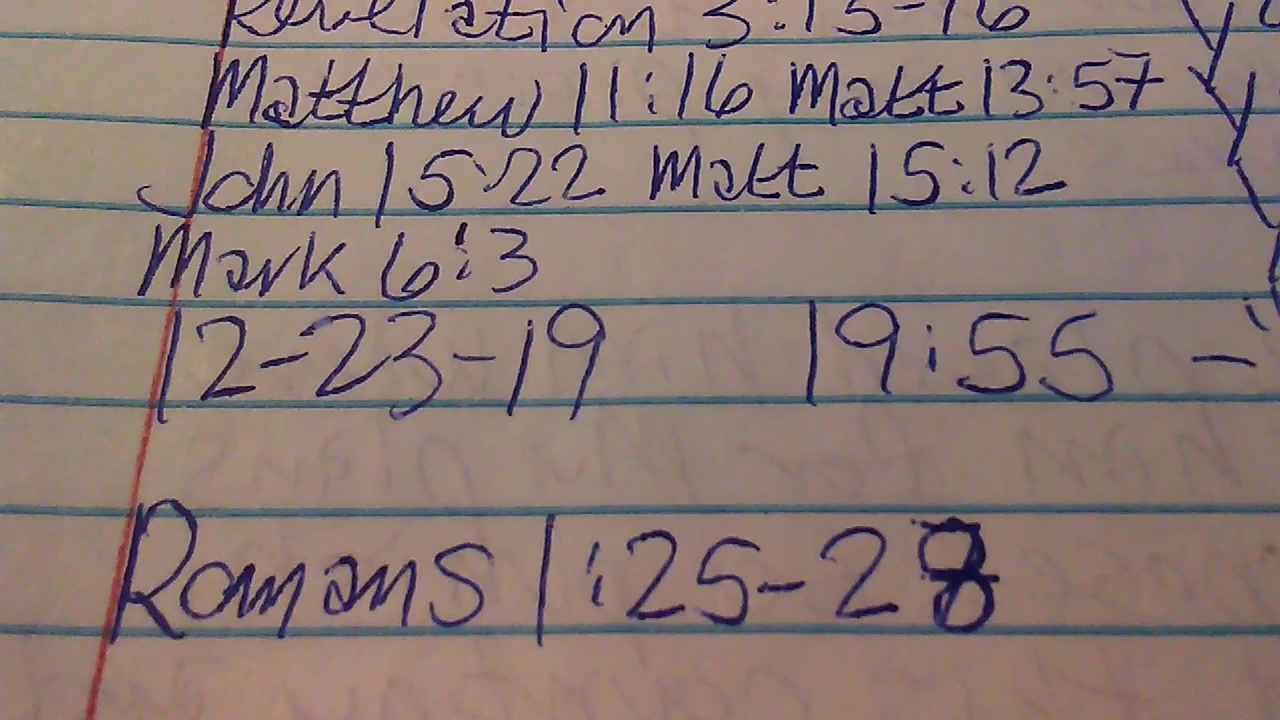 Revelation 3:15-16
Matthew 11:16 Matt 13:57
John 15:22 Matt 15:12
Mark 6:3
12-23-19 19:55 -
Romans 1:25-28